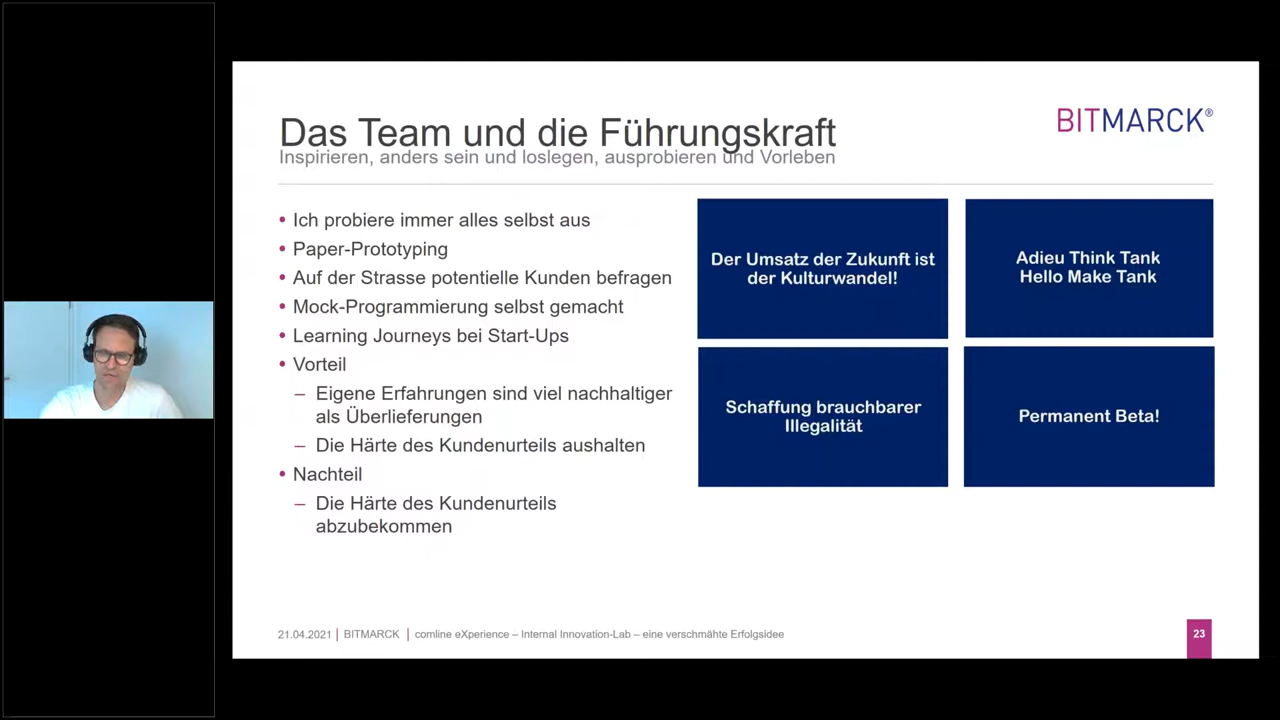 Das Team und die Führungskraft
Inspirieren, anders sein und loslegen, ausprobieren und Vorleben
BITMARCK®
• Ich probiere immer alles selbst aus
• Paper-Prototyping
• Auf der Strasse potentielle Kunden befragen
• Mock-Programmierung selbst gemacht
• Learning Journeys bei Start-Ups
• Vorteil
– Eigene Erfahrungen sind viel nachhaltiger
als Überlieferungen
– Die Härte des Kundenurteils aushalten
• Nachteil
– Die Härte des Kundenurteils
abzubekommen
Der Umsatz der Zukunft ist
der Kulturwandel!
Adieu Think Tank
Hello Make Tank
Schaffung brauchbarer
Illegalität
Permanent Beta!
21.04.2021 | BITMARCK | comline eXperience – Internal Innovation-Lab – eine verschmähte Erfolgsidee
23